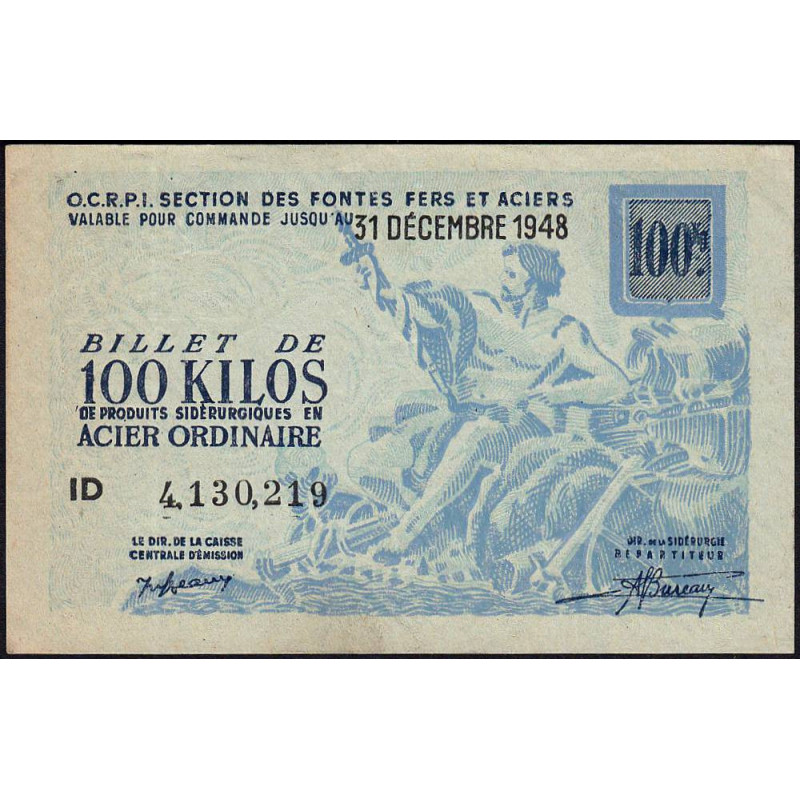 O.C.R.P.I. SECTION DES FONTES FERS ET ACIERS
VALABLE POUR COMMANDE JUSQU'AU 31 DÉCEMBRE 1948
100 K.
BILLET DE
100 KILOS
DE PRODUITS SIDÉRURGIQUES EN
ACIER ORDINAIRE
ID 4,130,219
LE DIR. DE LA CAISSE
CENTRALE D'ÉMISSION
DIR. DE LA SIDÉRURGIE
REPARTITEUR